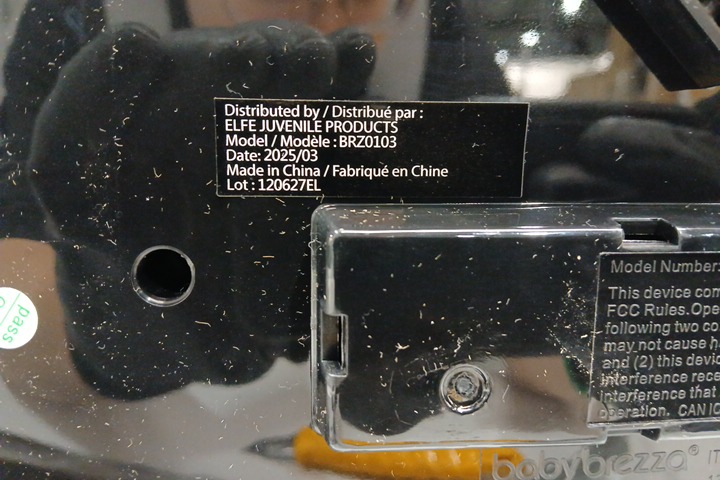 Distributed by / Distribué par :
ELFE JUVENILE PRODUCTS
Model / Modèle : BRZ0103
Date: 2025/03
Made in China / Fabriqué en Chine
Lot : 120627EL
pass
Model Number
This device com
FCC Rules. Ope
following two co
may not cause h
and (2) this devic
interference rece
interference that
operation. CAN IC
babybrezza®
IT